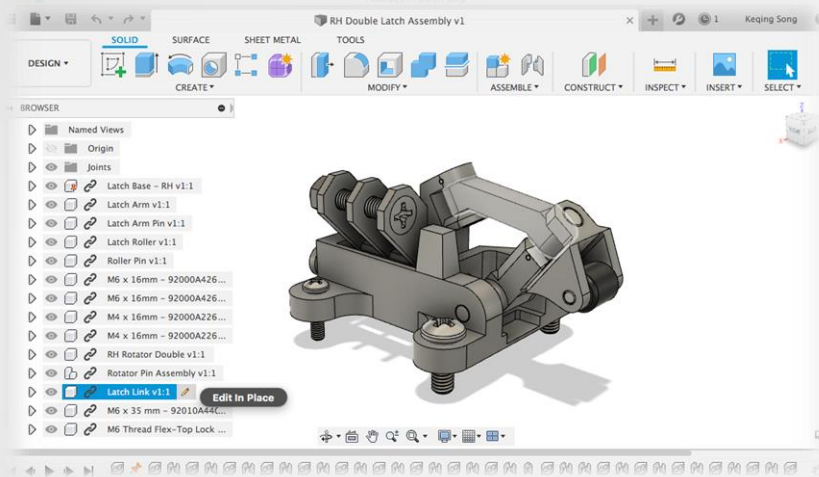 RH Double Latch Assembly v1
1
Keqing Song
SOLID
SURFACE
SHEET METAL
TOOLS
DESIGN
CREATE
MODIFY
ASSEMBLE
CONSTRUCT
INSPECT
INSERT
SELECT
BROWSER
Named Views
Origin
Joints
Latch Base - RH v1:1
Latch Arm v1:1
Latch Arm Pin v1:1
Latch Roller v1:1
Roller Pin v1:1
M6 x 16mm - 92000A426...
M6 x 16mm - 92000A426...
M4 x 16mm - 92000A226...
M4 x 16mm - 92000A226...
RH Rotator Double v1:1
Rotator Pin Assembly v1:1
Latch Link v1:1
Edit In Place
M6 x 35 mm - 92010A44C...
M6 Thread Flex-Top Lock ...